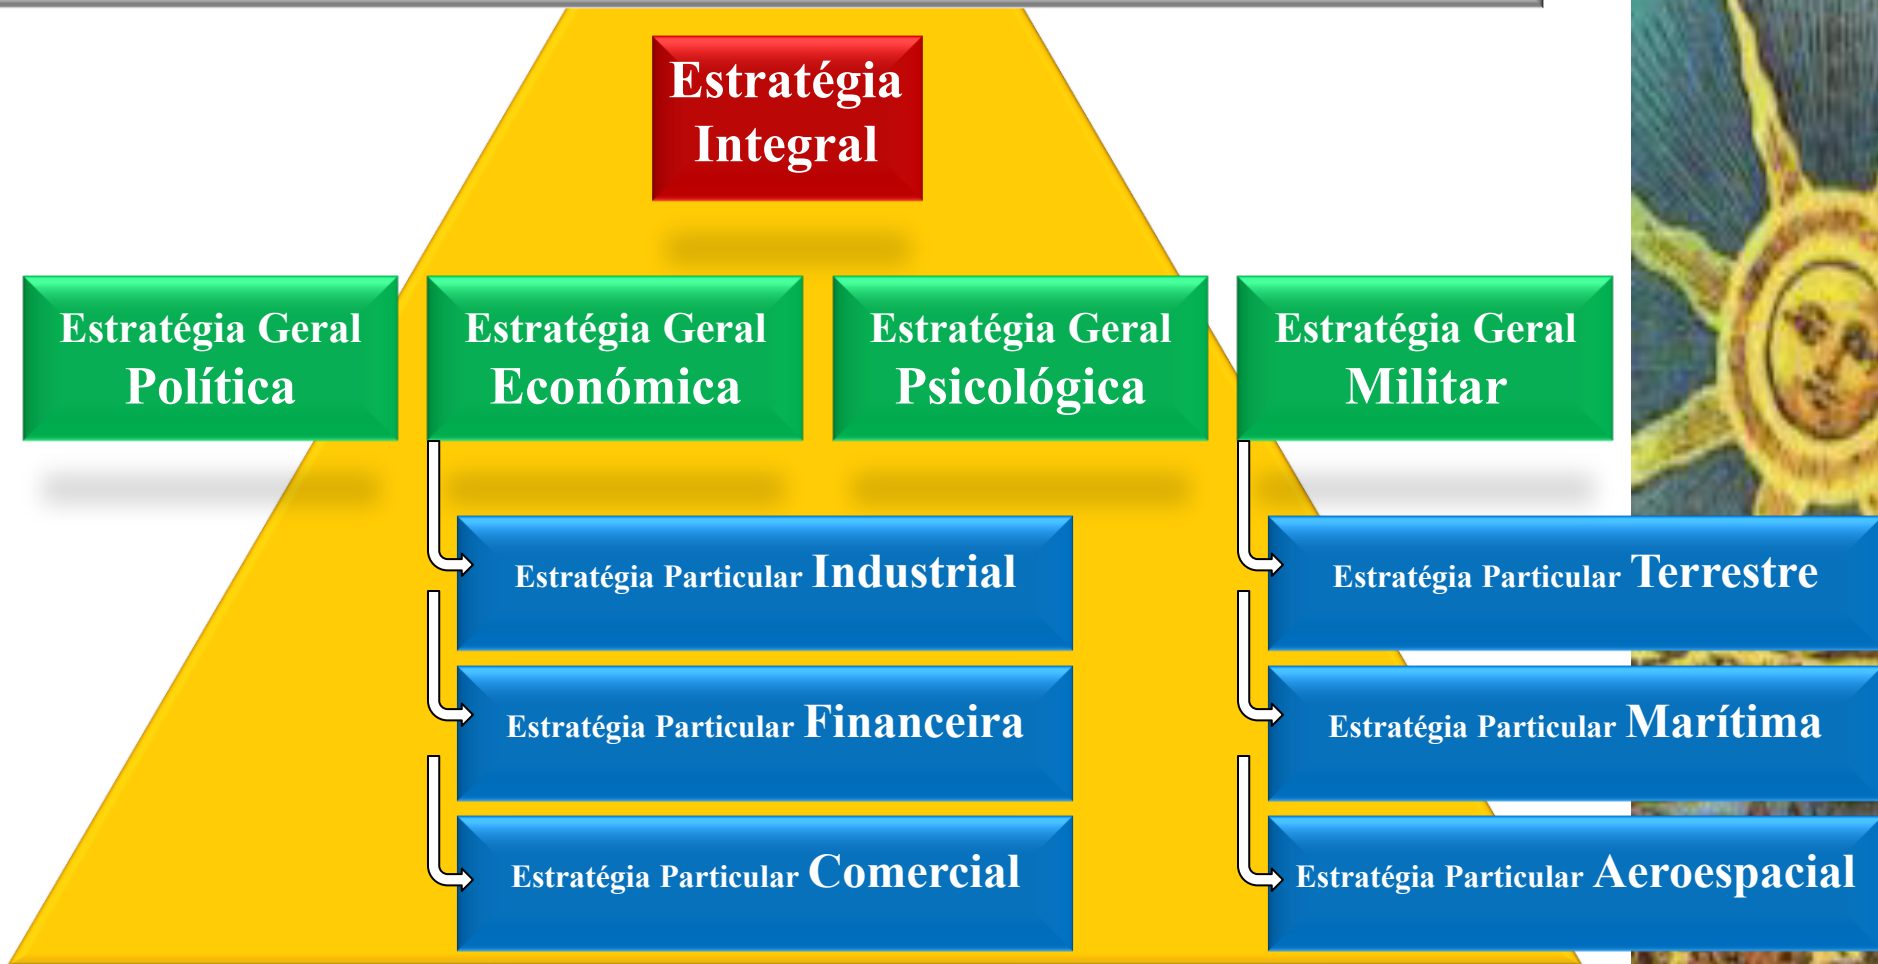 Estratégia
Integral
Estratégia Geral
Política
Estratégia Geral
Económica
Estratégia Geral
Psicológica
Estratégia Geral
Militar
Estratégia Particular Industrial
Estratégia Particular Financeira
Estratégia Particular Comercial
Estratégia Particular Terrestre
Estratégia Particular Marítima
Estratégia Particular Aeroespacial